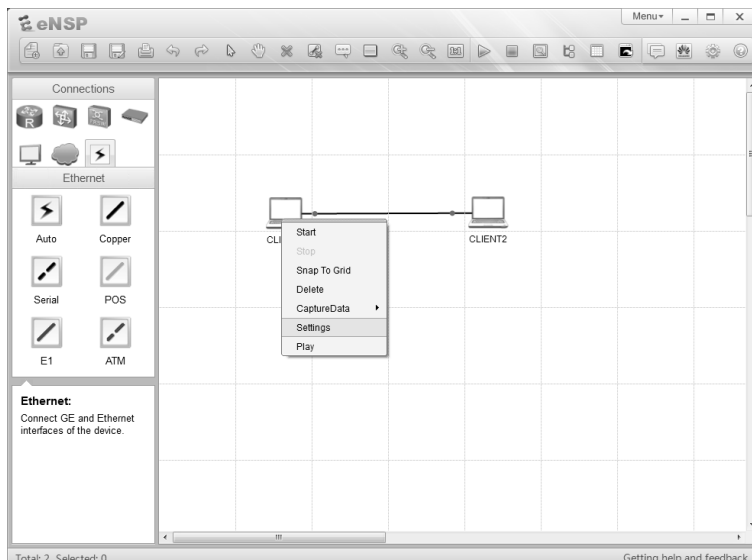 eNSP
Menu
Connections
Ethernet
Auto
Copper
Serial
POS
E1
ATM
Ethernet:
Connect GE and Ethernet
interfaces of the device.
CLIENT2
Start
Stop
Snap To Grid
Delete
CaptureData
Settings
Play
Total: 2 Selected: 0
Getting help and feedback